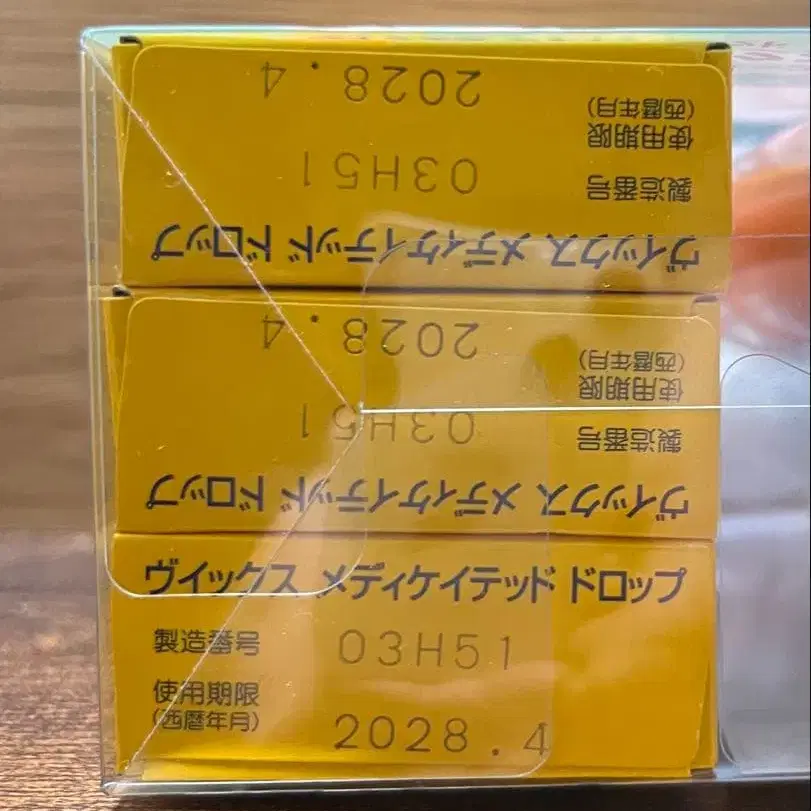 ヴイックス メディケイテッド ドロップ
製造番号 03H51
使用期限
(西暦年月) 2028.4
ヴイックス メディケイテッド ドロップ
製造番号 03H51
使用期限
(西暦年月) 2028.4
ヴイックス メディケイテッド ドロップ
製造番号 03H51
使用期限
(西暦年月) 2028.4